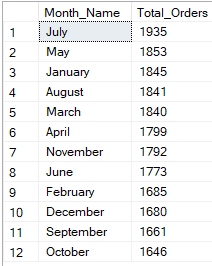 Month_Name Total_Orders
1 July 1935
2 May 1853
3 January 1845
4 August 1841
5 March 1840
6 April 1799
7 November 1792
8 June 1773
9 February 1685
10 December 1680
11 September 1661
12 October 1646